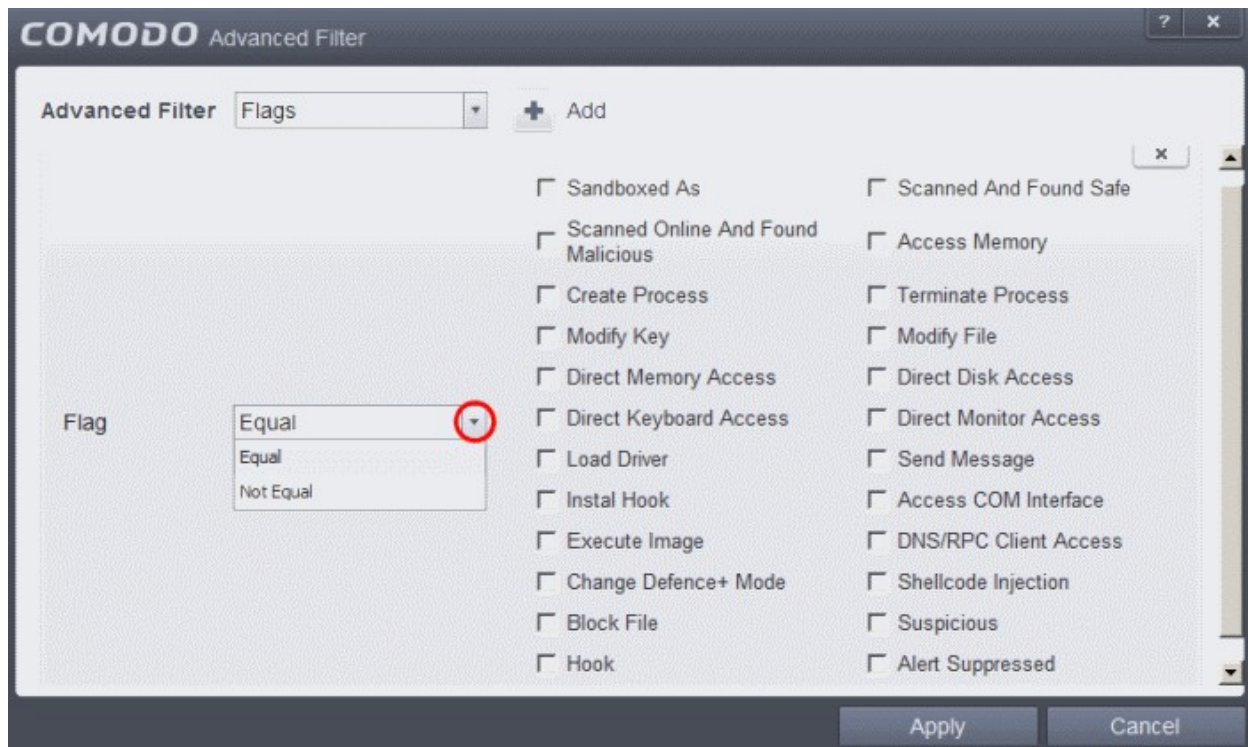 COMODO Advanced Filter ? x
Advanced Filter Flags + Add
x
Sandboxed As Scanned And Found Safe
Scanned Online And Found
Malicious
Access Memory
Create Process Terminate Process
Modify Key Modify File
Direct Memory Access Direct Disk Access
Flag Equal Direct Keyboard Access Direct Monitor Access
Equal Load Driver Send Message
Not Equal Instal Hook Access COM Interface
Execute Image DNS/RPC Client Access
Change Defence+ Mode Shellcode Injection
Block File Suspicious
Hook Alert Suppressed
Apply Cancel